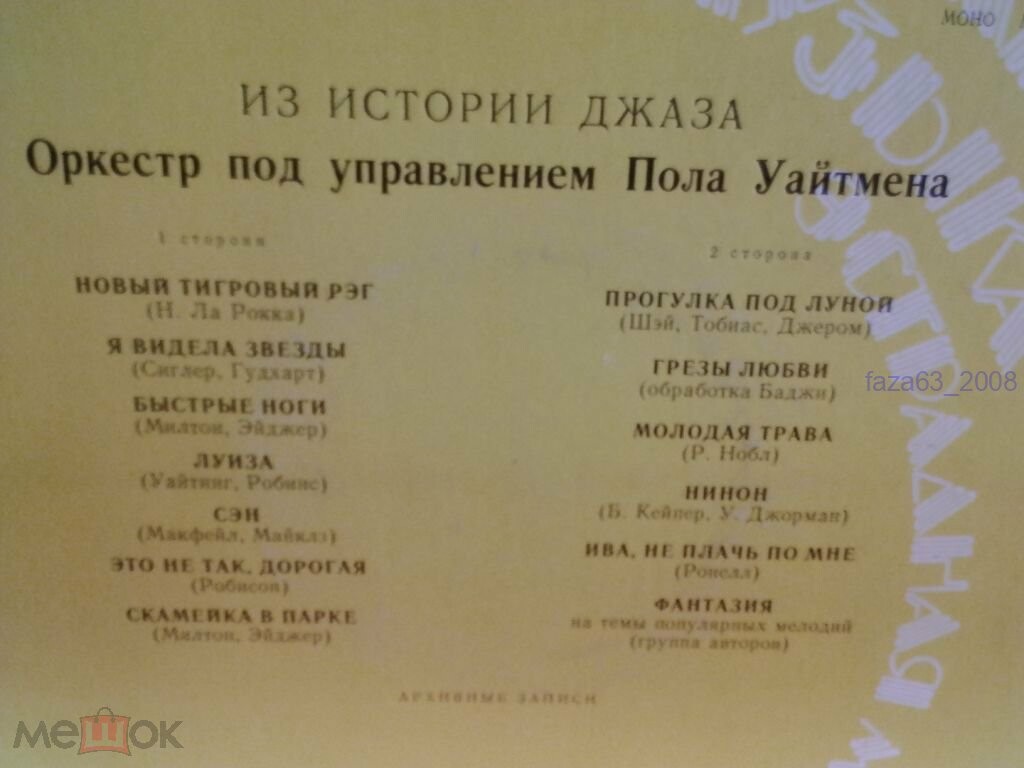 МОНО
ИЗ ИСТОРИИ ДЖАЗА
Оркестр под управлением Пола Уайтмена
1 сторона
НОВЫЙ ТИГРОВЫЙ РЭГ
(Н. Ла Рокка)
Я ВИДЕЛА ЗВЕЗДЫ
(Сиглер, Гудхарт)
БЫСТРЫЕ НОГИ
(Милтон, Эйджер)
ЛУИЗА
(Уайтинг, Робинс)
СЭН
(Макфейл, Майклз)
ЭТО НЕ ТАК, ДОРОГАЯ
(Робисон)
СКАМЕЙКА В ПАРКЕ
(Милтон, Эйджер)
2 сторона
ПРОГУЛКА ПОД ЛУНОЙ
(Шэй, Тобиас, Джером)
ГРЕЗЫ ЛЮБВИ
(обработка Баджи)
МОЛОДАЯ ТРАВА
(Р. Нобл)
НИНОН
(Б. Кейпер, У. Джорман)
ИВА, НЕ ПЛАЧЬ ПО МНЕ
(Ронелл)
ФАНТАЗИЯ
на темы популярных мелодий
(группа авторов)
АРХИВНЫЕ ЗАПИСИ
ЭСТРАДНАЯ
faza63_2008
мешок